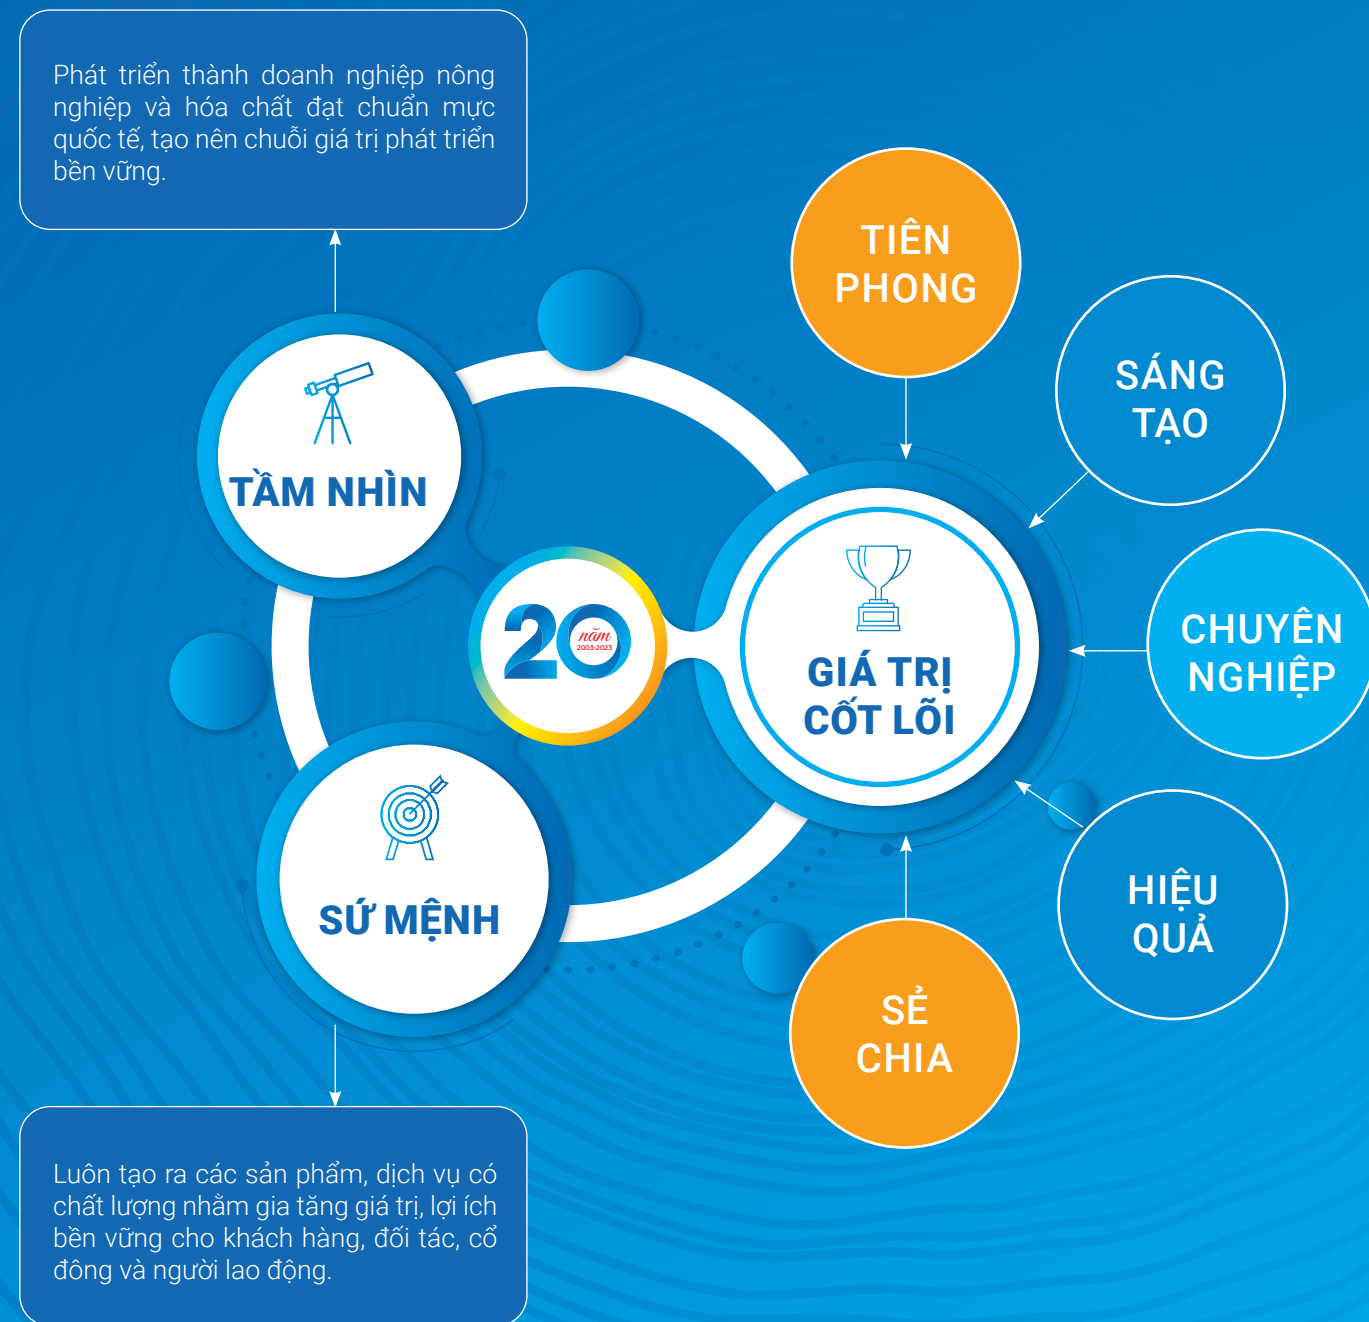 Phát triển thành doanh nghiệp nông
nghiệp và hóa chất đạt chuẩn mực
quốc tế, tạo nên chuỗi giá trị phát triển
bền vững.
TẦM NHÌN
20
năm
2003-2023
SỨ MỆNH
Luôn tạo ra các sản phẩm, dịch vụ có
chất lượng nhằm gia tăng giá trị, lợi ích
bền vững cho khách hàng, đối tác, cổ
đông và người lao động.
GIÁ TRỊ
CỐT LÕI
TIÊN
PHONG
SÁNG
TẠO
CHUYÊN
NGHIỆP
HIỆU
QUẢ
SẺ
CHIA